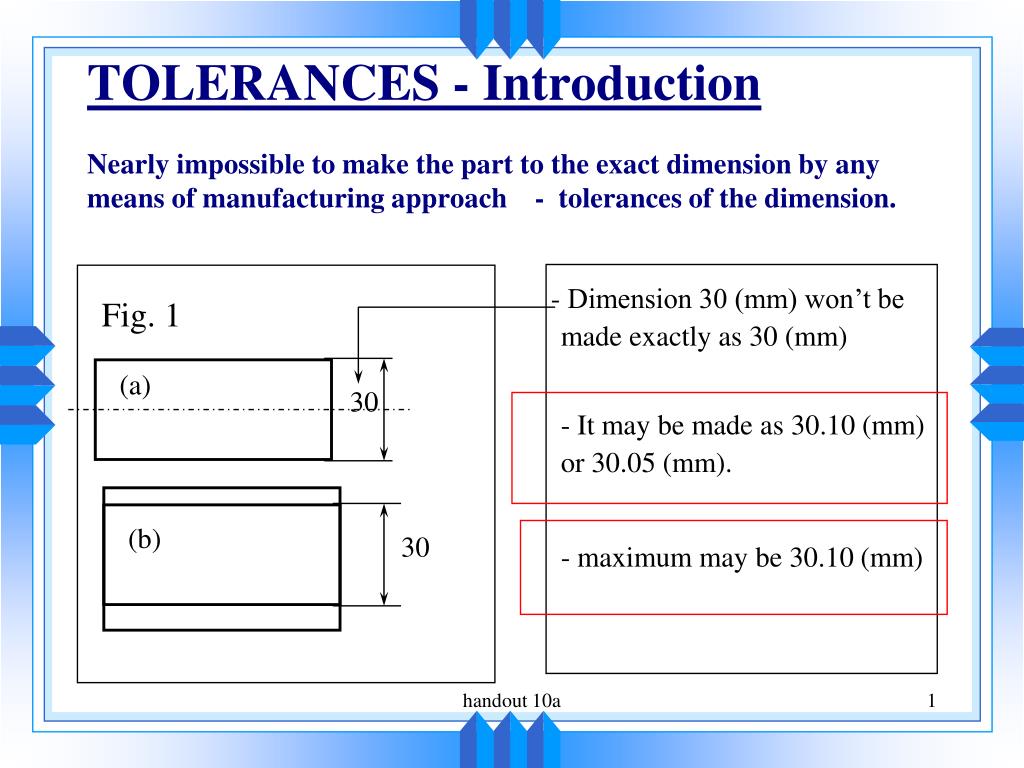 TOLERANCES - Introduction
Nearly impossible to make the part to the exact dimension by any
means of manufacturing approach    -  tolerances of the dimension.
Fig. 1
(a)
30
(b)
30
- Dimension 30 (mm) won’t be
made exactly as 30 (mm)
- It may be made as 30.10 (mm)
or 30.05 (mm).
- maximum may be 30.10 (mm)
handout 10a
1